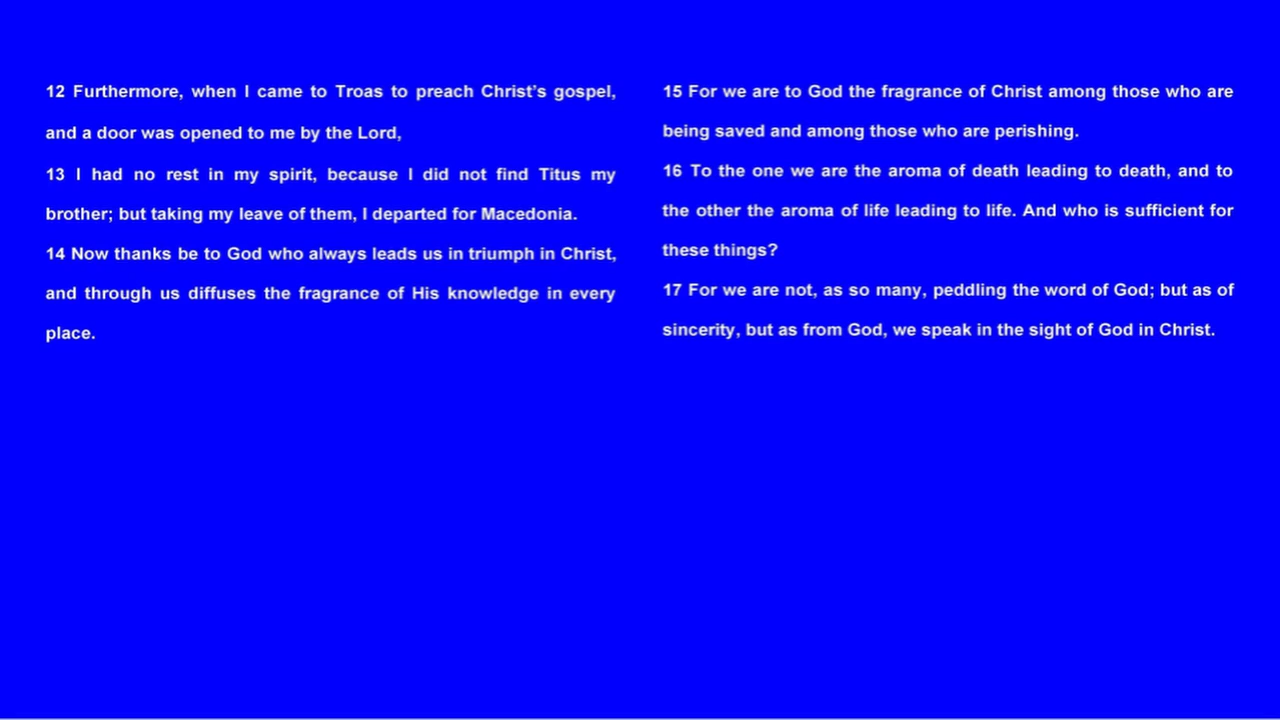 12 Furthermore, when I came to Troas to preach Christ’s gospel,
and a door was opened to me by the Lord,
13 I had no rest in my spirit, because I did not find Titus my
brother; but taking my leave of them, I departed for Macedonia.
14 Now thanks be to God who always leads us in triumph in Christ,
and through us diffuses the fragrance of His knowledge in every
place.
15 For we are to God the fragrance of Christ among those who are
being saved and among those who are perishing.
16 To the one we are the aroma of death leading to death, and to
the other the aroma of life leading to life. And who is sufficient for
these things?
17 For we are not, as so many, peddling the word of God; but as of
sincerity, but as from God, we speak in the sight of God in Christ.